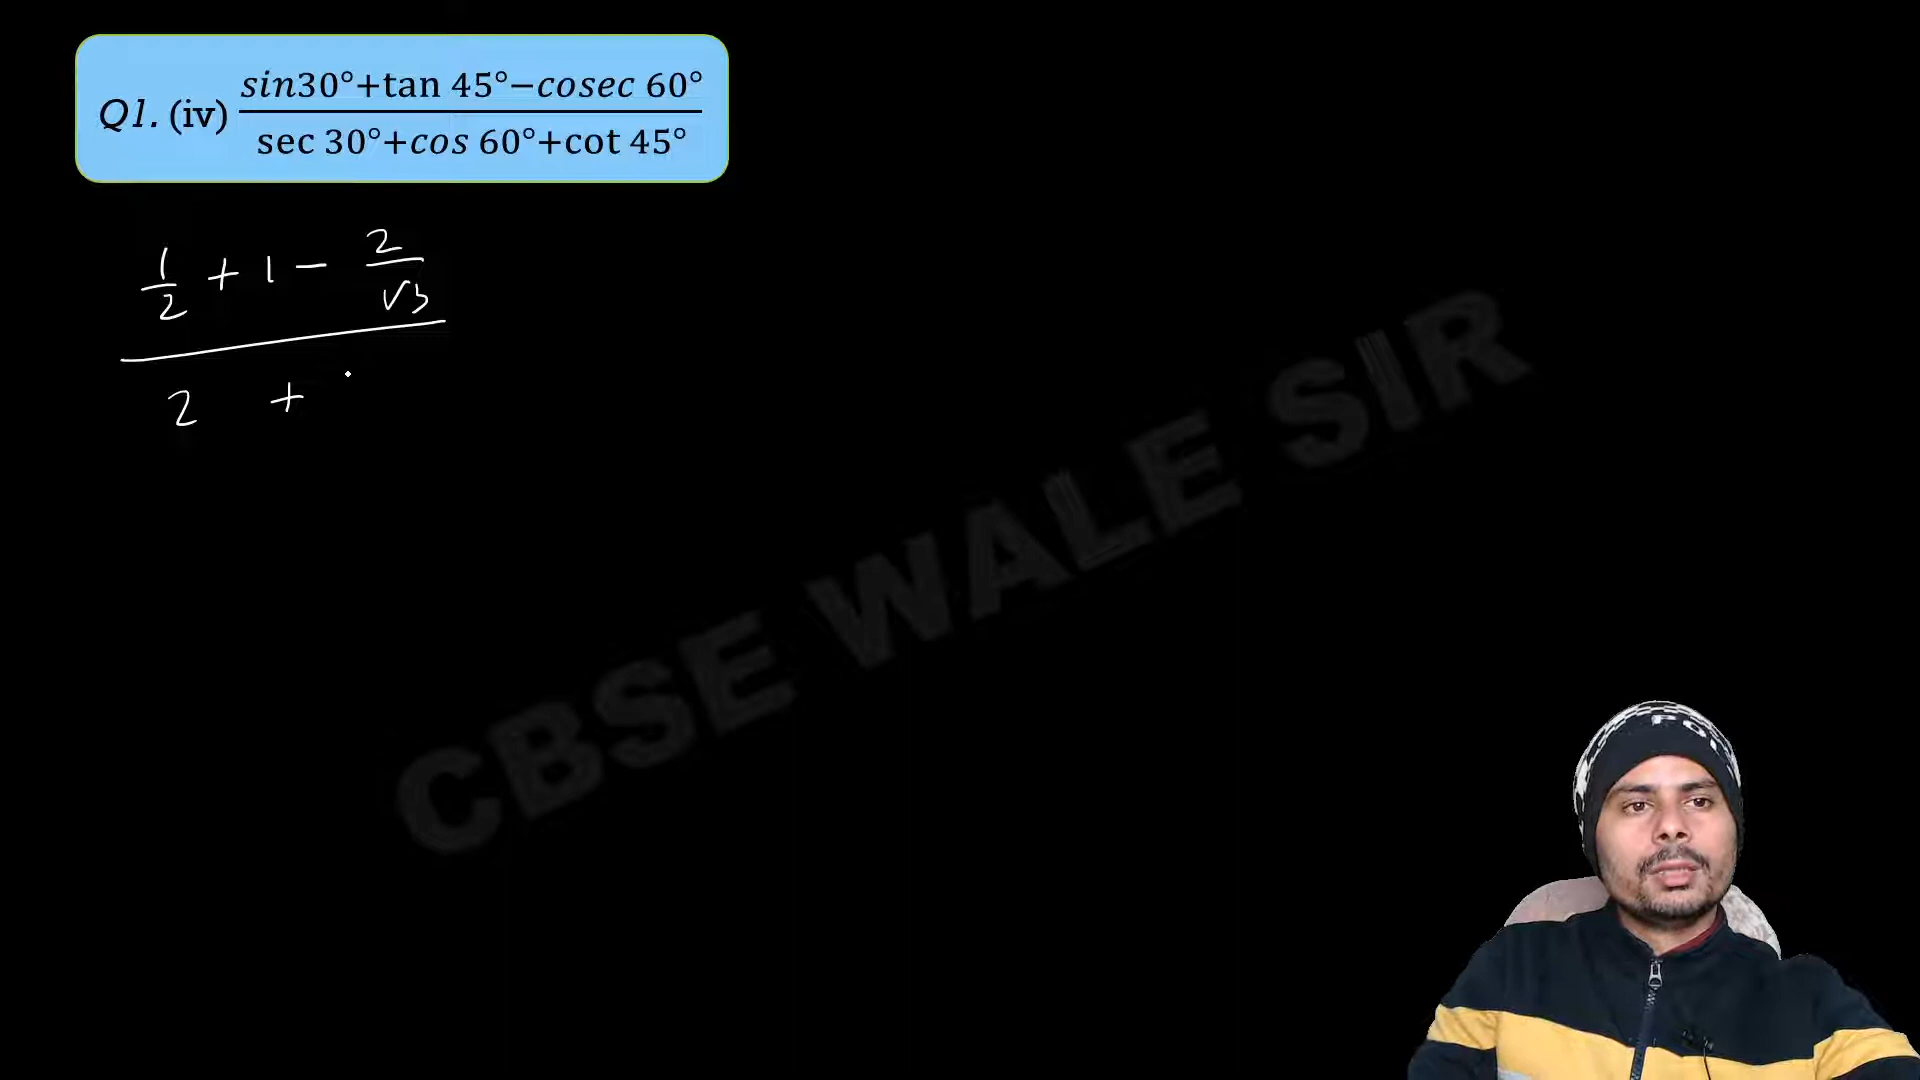 Q1. (iv) sin30°+tan 45°−cosec 60°
sec 30°+cos 60°+cot 45°
1/2 + 1 − 2/√3
2 +
CBSE WALE SIR
PO